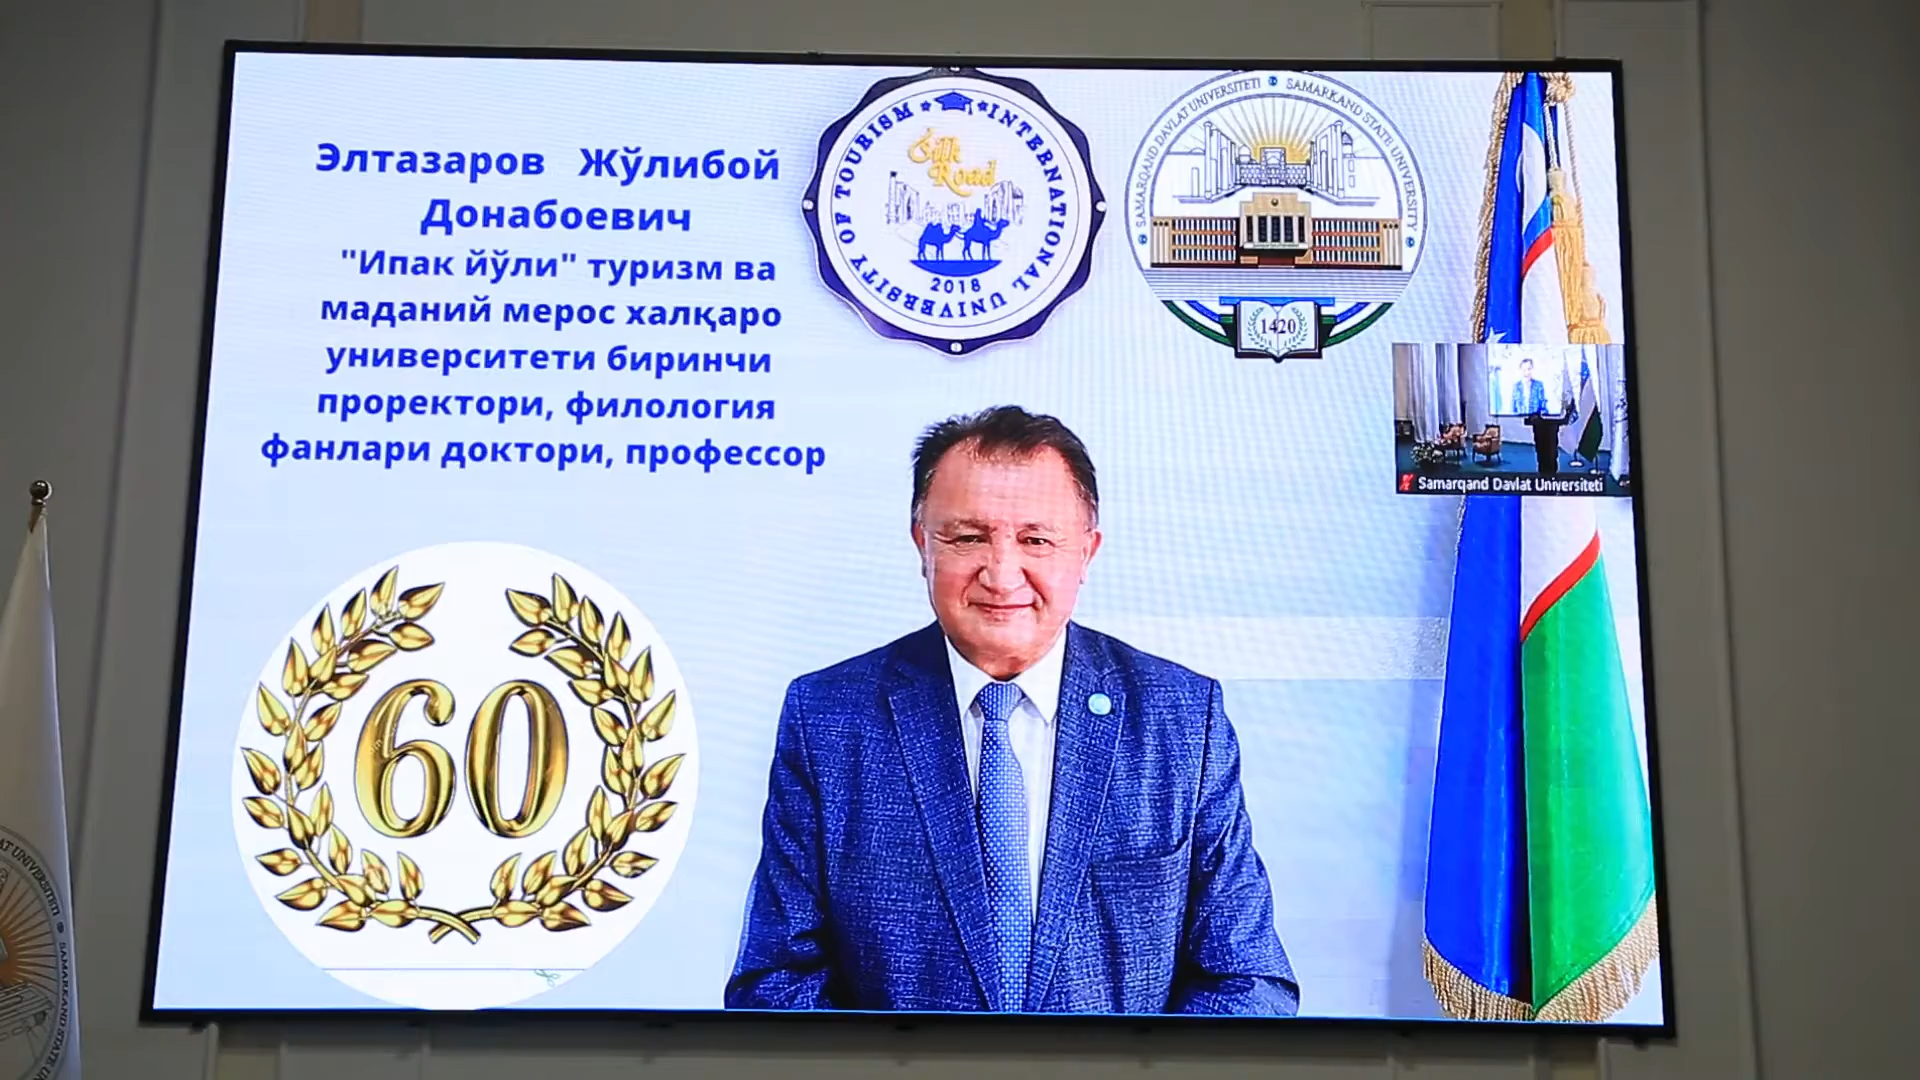 Элтазаров Жўлибой
Донабоевич
"Ипак йўли" туризм ва
маданий мерос халқаро
университети биринчи
проректори, филология
фанлари доктори, профессор
INTERNATIONAL UNIVERSITY OF TOURISM
Silk
Road
2018
SAMARQAND DAVLAT UNIVERSITETI
SAMARKAND STATE UNIVERSITY
1420
Samarqand Davlat Universiteti
60